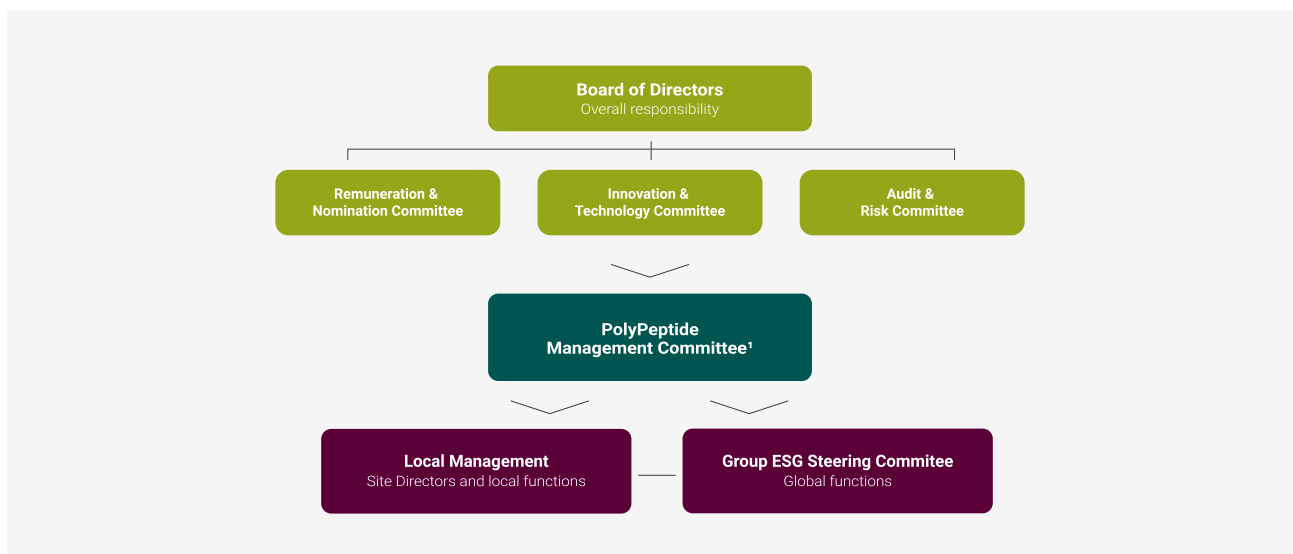 Board of Directors
Overall responsibility
Remuneration &
Nomination Committee
Innovation &
Technology Committee
Audit &
Risk Committee
PolyPeptide
Management Committee¹
Local Management
Site Directors and local functions
Group ESG Steering Commitee
Global functions